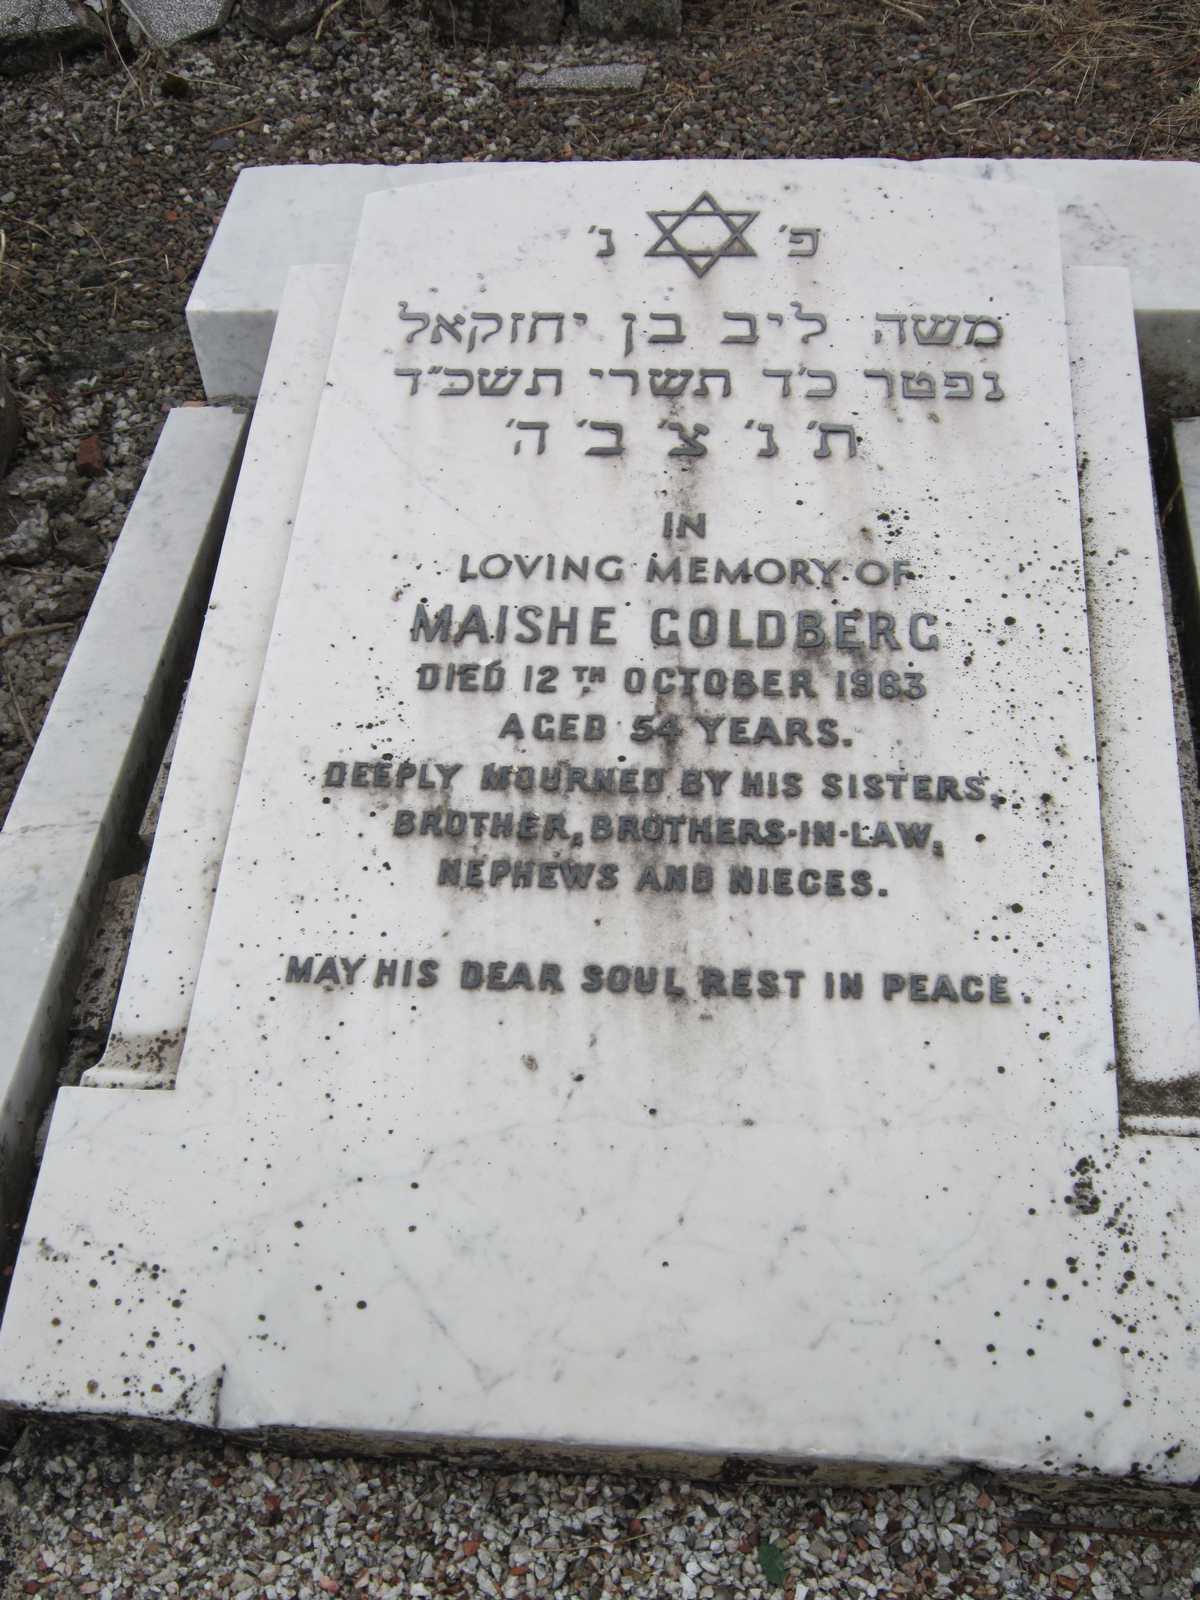 פ׳ נ׳
משה ליב בן יחזקאל
נפטר כ׳ד תשרי תשכ״ד
ת׳ נ׳ צ׳ ב׳ ה׳
IN
LOVING MEMORY OF
MAISHE GOLDBERG
DIED 12TH OCTOBER 1963
AGED 54 YEARS.
DEEPLY MOURNED BY HIS SISTERS,
BROTHER, BROTHERS-IN-LAW,
NEPHEWS AND NIECES.
MAY HIS DEAR SOUL REST IN PEACE.